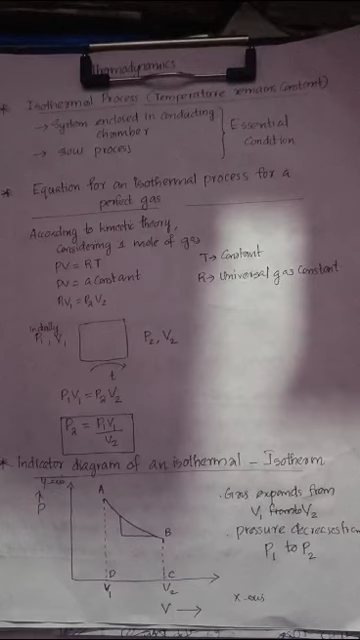 Thermodynamics
* Isothermal Process (Temperature remains constant)
→ System enclosed in conducting chamber
→ slow process
Essential Condition
* Equation for an isothermal process for a perfect gas
According to kinetic theory,
Considering 1 mole of gas
PV = RT
PV = a constant
P₁V₁ = P₂V₂
T → Constant
R → Universal gas constant
Initially
P₁, V₁
P₂, V₂
t
P₁V₁ = P₂V₂
P₂ = P₁V₁ / V₂
* Indicator diagram of an isothermal – Isotherm
P
A
B
D
C
V₁
V₂
V →
x-axis
. Gas expands from
V₁ to V₂
. pressure decreases from
P₁ to P₂